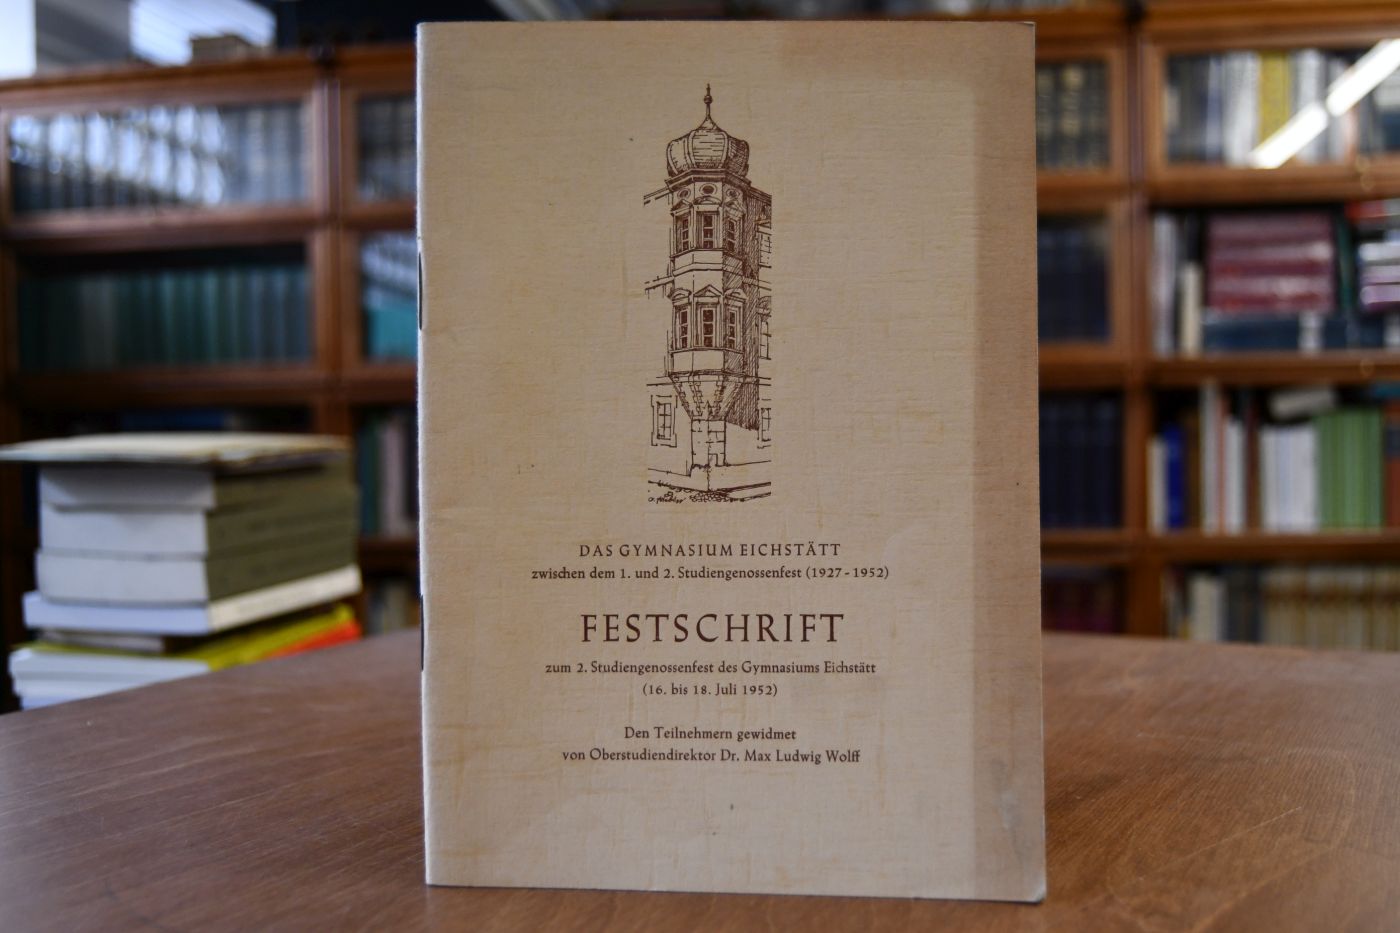 DAS GYMNASIUM EICHSTÄTT
zwischen dem 1. und 2. Studiengenossenfest (1927-1952)
FESTSCHRIFT
zum 2. Studiengenossenfest des Gymnasiums Eichstätt
(16. bis 18. Juli 1952)
Den Teilnehmern gewidmet
von Oberstudiendirektor Dr. Max Ludwig Wolff